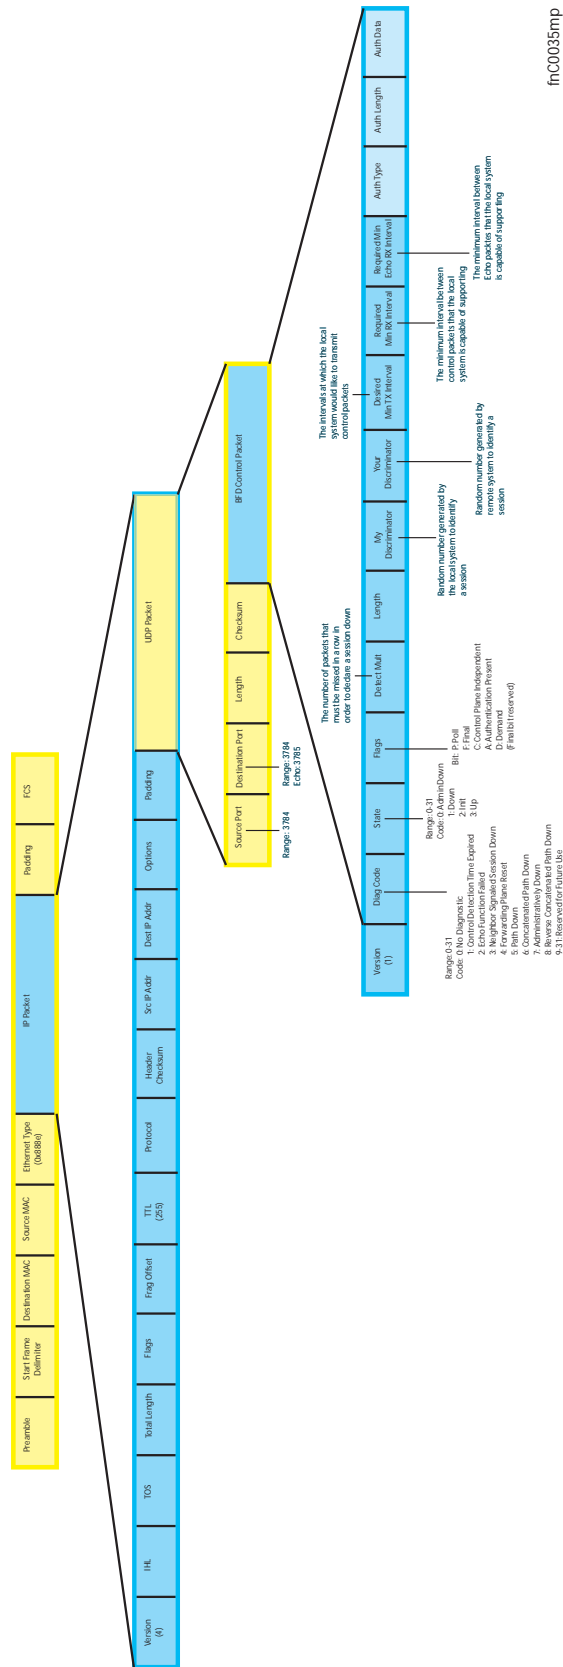 Preamble
Start Frame
Delimiter
Destination MAC
Source MAC
Ethernet Type
(0x888e)
IP Packet
Padding
FCS
Version
(4)
IHL
TOS
Total Length
Flags
Frag Offset
TTL
(255)
Protocol
Header
Checksum
Src IP Addr
Dest IP Addr
Options
Padding
UDP Packet
Source Port
Destination Port
Length
Checksum
BFD Control Packet
Range: 3784
Range: 3784
Echo: 3785
The number of packets that
must be missed in a row in
order to declare a session down
The intervals at which the local
system would like to transmit
control packets
Version
(1)
Diag Code
State
Flags
Detect Mult
Length
My
Discriminator
Your
Discriminator
Desired
Min TX Interval
Required
Min RX Interval
Required Min
Echo RX Interval
Auth Type
Auth Length
Auth Data
Range: 0-31
Code: 0: No Diagnostic
1: Control Detection Time Expired
2: Echo Function Failed
3: Neighbor Signaled Session Down
4: Forwarding Plane Reset
5: Path Down
6: Concatenated Path Down
7: Administratively Down
8: Reverse Concatenated Path Down
9-31: Reserved for Future Use
Range: 0-31
Code: 0: AdminDown
1: Down
2: Init
3: Up
Bit: P: Poll
F: Final
C: Control Plane Independent
A: Authentication Present
D: Demand
(Final bit reserved)
Random number generated by
the local system to identify
a session
Random number generated by
remote system to identify a
session
The minimum interval between
control packets that the local
system is capable of supporting
The minimum interval between
Echo packtes that the local system
is capable of supporting
fnC0035mp